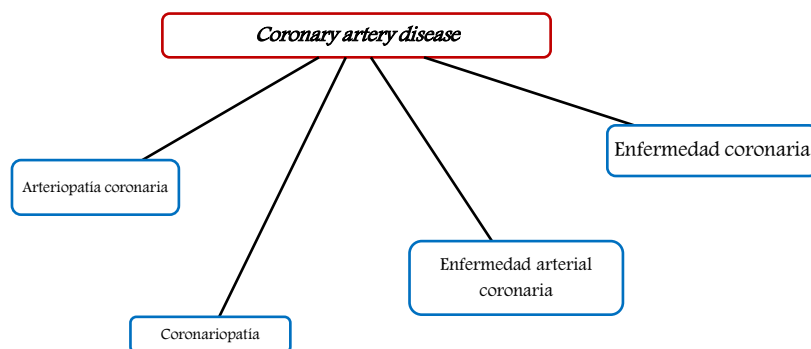 Coronary artery disease
Enfermedad coronaria
Arteriopatía coronaria
Enfermedad arterial
coronaria
Coronariopatía